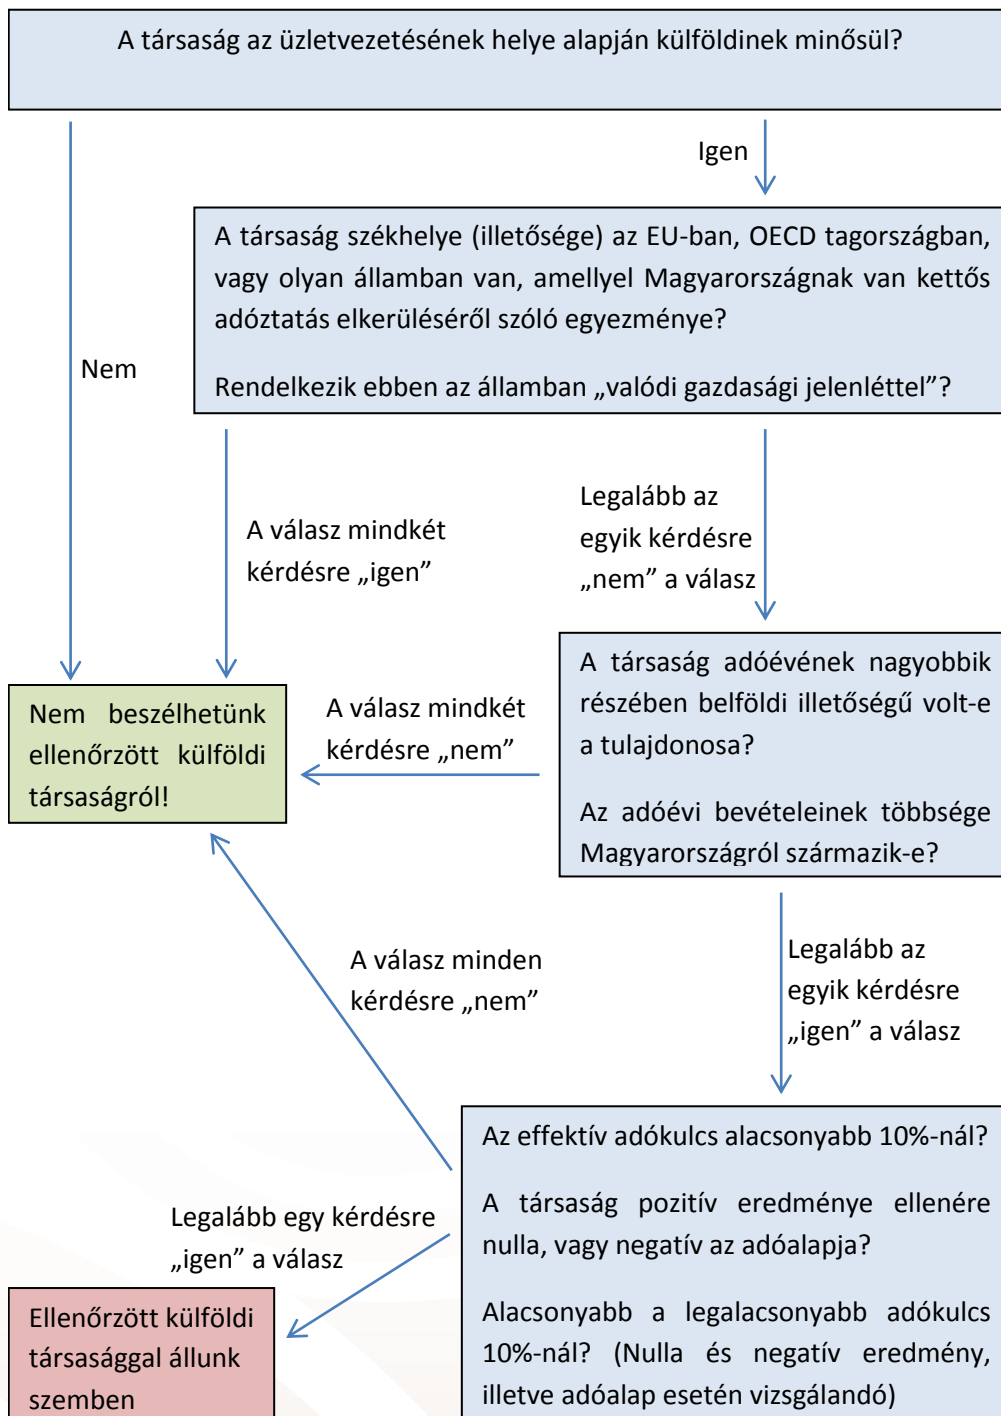 A társaság az üzletvezetésének helye alapján külföldinek minősül?
Igen
A társaság székhelye (illetősége) az EU-ban, OECD tagországban,
vagy olyan államban van, amellyel Magyarországnak van kettős
adóztatás elkerüléséről szóló egyezménye?
Rendelkezik ebben az államban „valódi gazdasági jelenléttel”?
Nem
A válasz mindkét
kérdésre „igen”
Legalább az
egyik kérdésre
„nem” a válasz
A társaság adóévének nagyobbik
részében belföldi illetőségű volt-e
a tulajdonosa?
Az adóévi bevételeinek többsége
Magyarországról származik-e?
A válasz mindkét
kérdésre „nem”
Nem beszélhetünk
ellenőrzött külföldi
társaságról!
Legalább az
egyik kérdésre
„igen” a válasz
A válasz minden
kérdésre „nem”
Az effektív adókulcs alacsonyabb 10%-nál?
A társaság pozitív eredménye ellenére
nulla, vagy negatív az adóalapja?
Alacsonyabb a legalacsonyabb adókulcs
10%-nál? (Nulla és negatív eredmény,
illetve adóalap esetén vizsgálandó)
Legalább egy kérdésre
„igen” a válasz
Ellenőrzött külföldi
társasággal állunk
szemben